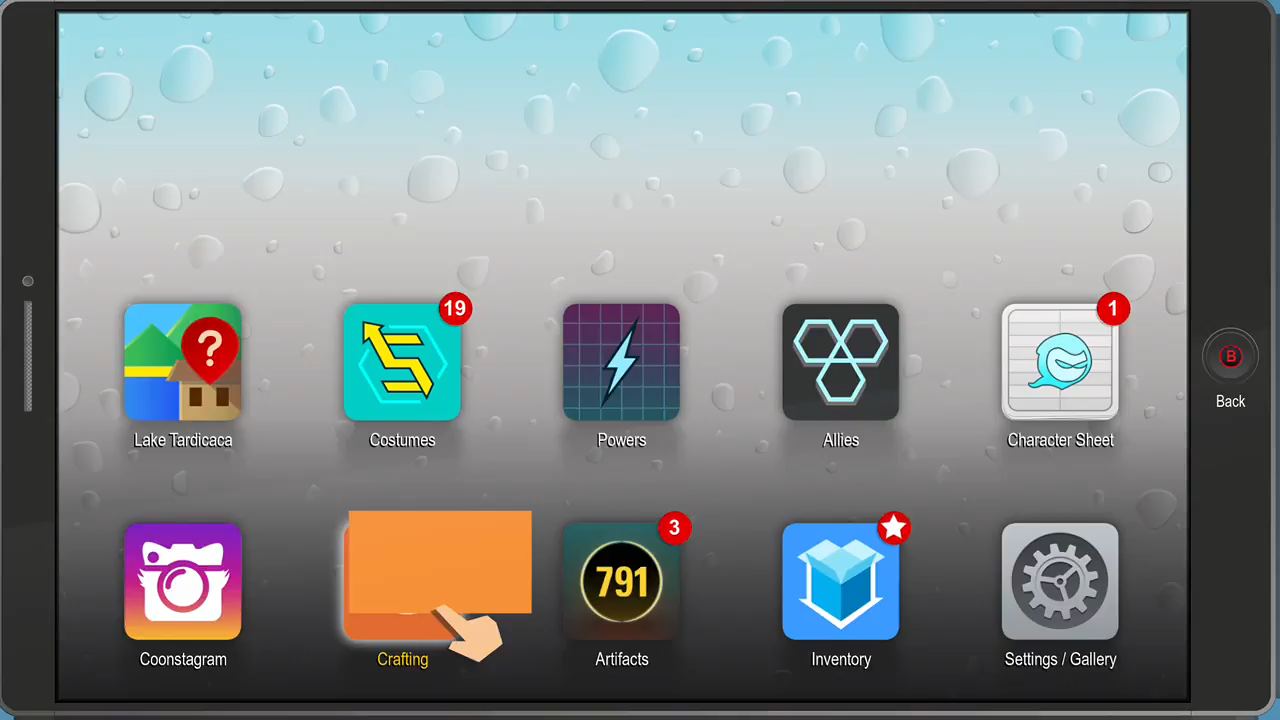 19
1
?
Lake Tardicaca
Costumes
Powers
Allies
Character Sheet
B
Back
3
791
Coonstagram
Crafting
Artifacts
Inventory
Settings / Gallery